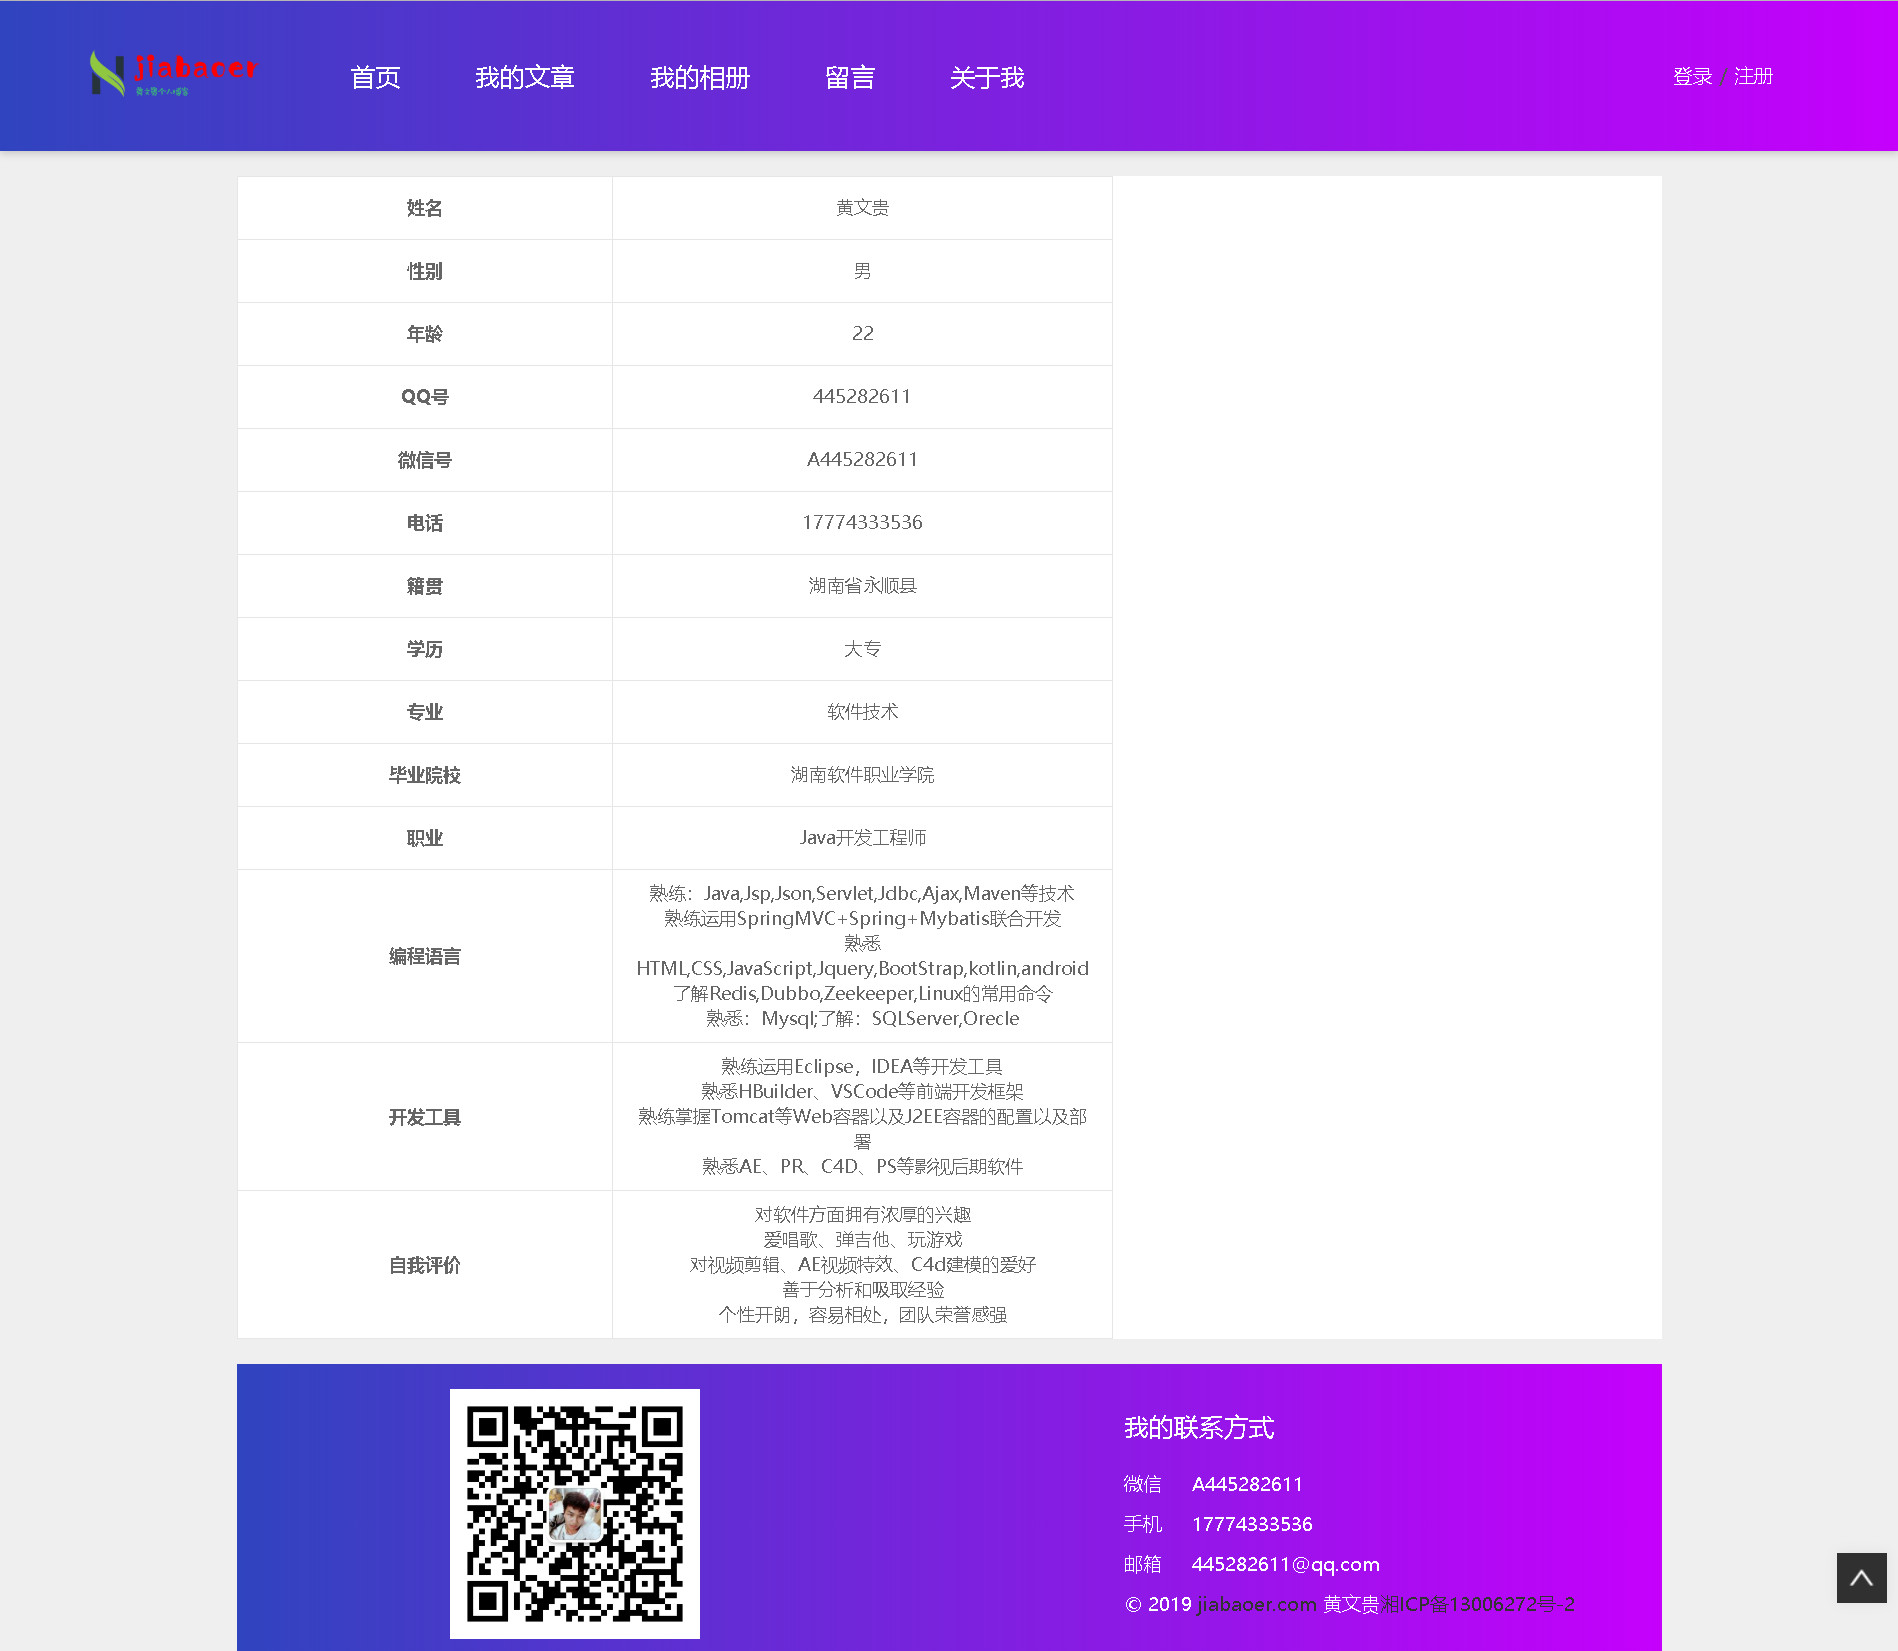 jiabaoer
首页 我的文章 我的相册 留言 关于我
登录 / 注册
姓名 黄文贵
性别 男
年龄 22
QQ号 445282611
微信号 A445282611
电话 17774333536
籍贯 湖南省永顺县
学历 大专
专业 软件技术
毕业院校 湖南软件职业学院
职业 Java开发工程师
编程语言
熟练：Java,Jsp,Json,Servlet,Jdbc,Ajax,Maven等技术
熟练运用SpringMVC+Spring+Mybatis联合开发
熟悉
HTML,CSS,JavaScript,Jquery,BootStrap,kotlin,android
了解Redis,Dubbo,Zeekeeper,Linux的常用命令
熟悉：Mysql;了解：SQLServer,Orecle
开发工具
熟练运用Eclipse，IDEA等开发工具
熟悉HBuilder、VSCode等前端开发框架
熟练掌握Tomcat等Web容器以及J2EE容器的配置以及部
署
熟悉AE、PR、C4D、PS等影视后期软件
自我评价
对软件方面拥有浓厚的兴趣
爱唱歌、弹吉他、玩游戏
对视频剪辑、AE视频特效、C4d建模的爱好
善于分析和吸取经验
个性开朗，容易相处，团队荣誉感强
我的联系方式
微信 A445282611
手机 17774333536
邮箱 445282611@qq.com
© 2019 jiabaoer.com 黄文贵湘ICP备13006272号-2